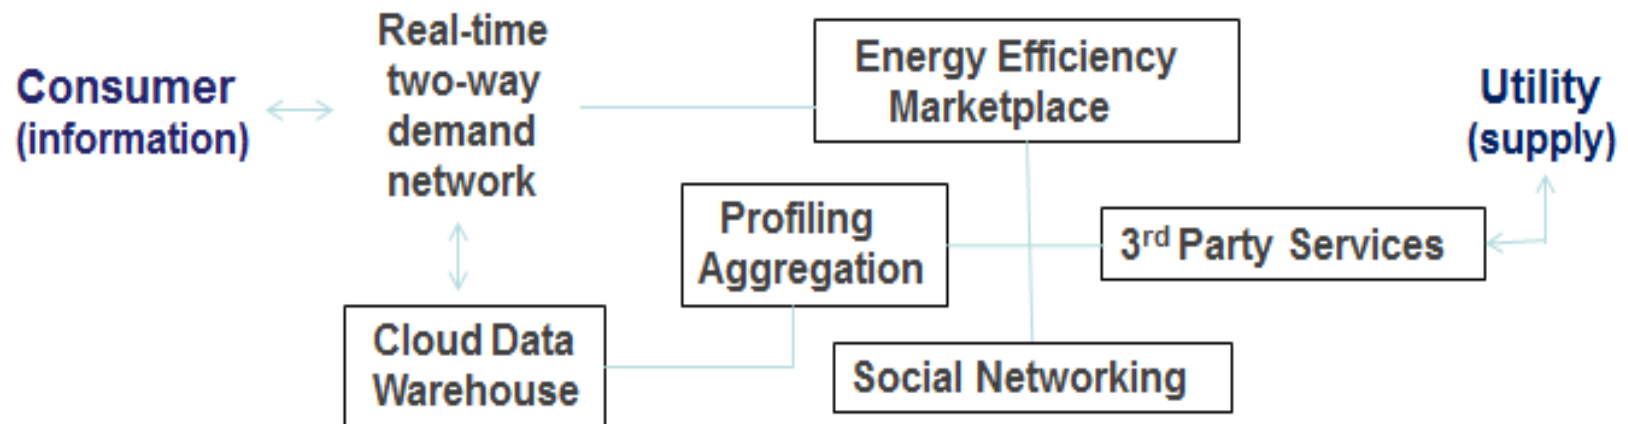 Consumer
(information)
Real-time
two-way
demand
network
Energy Efficiency
Marketplace
Utility
(supply)
Profiling
Aggregation
3rd Party Services
Cloud Data
Warehouse
Social Networking